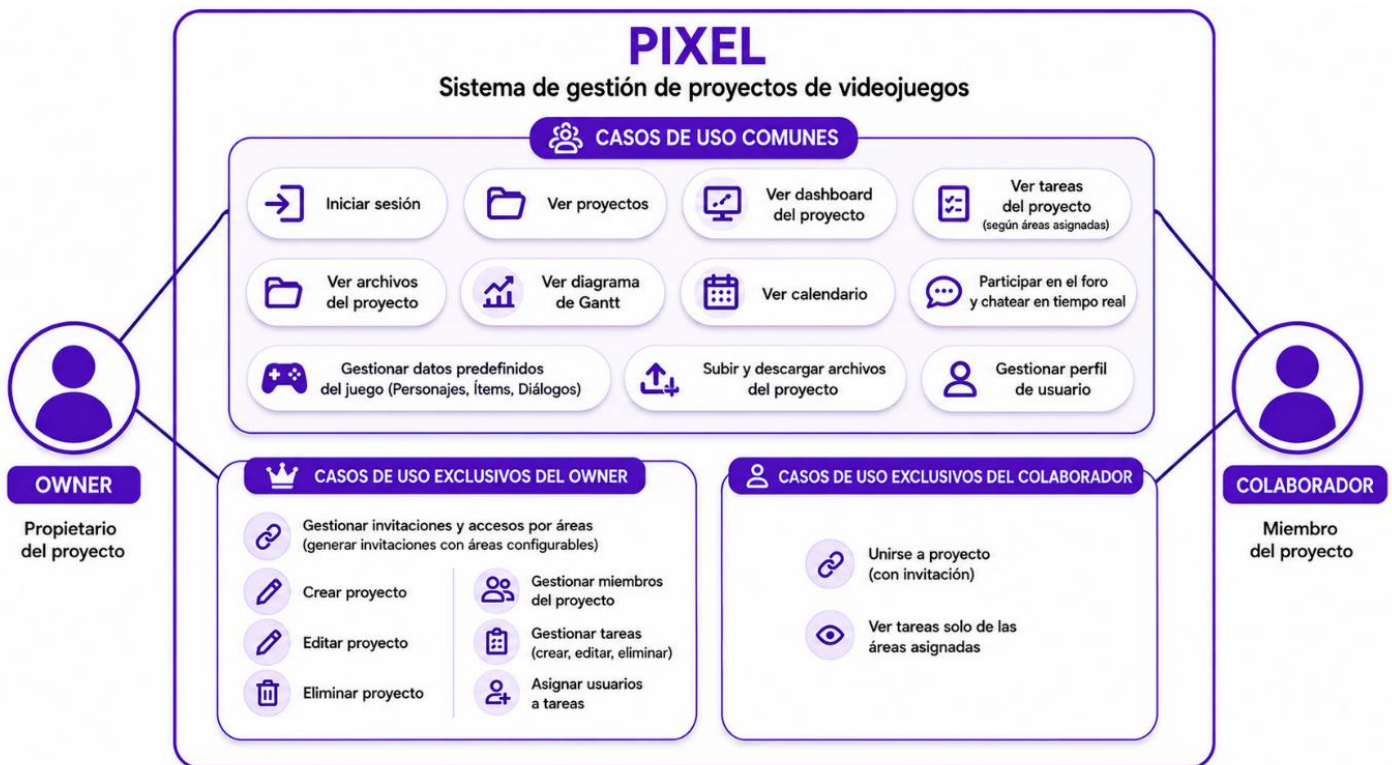 PIXEL
Sistema de gestión de proyectos de videojuegos
CASOS DE USO COMUNES
Iniciar sesión
Ver proyectos
Ver dashboard
del proyecto
Ver tareas
del proyecto
(según áreas asignadas)
Ver archivos
del proyecto
Ver diagrama
de Gantt
Ver calendario
Participar en el foro
y chatear en tiempo real
Gestionar datos predefinidos
del juego (Personajes, Ítems, Diálogos)
Subir y descargar archivos
del proyecto
Gestionar perfil
de usuario
OWNER
Propietario
del proyecto
CASOS DE USO EXCLUSIVOS DEL OWNER
Gestionar invitaciones y accesos por áreas
(generar invitaciones con áreas configurables)
Crear proyecto
Editar proyecto
Eliminar proyecto
Gestionar miembros
del proyecto
Gestionar tareas
(crear, editar, eliminar)
Asignar usuarios
a tareas
CASOS DE USO EXCLUSIVOS DEL COLABORADOR
Unirse a proyecto
(con invitación)
Ver tareas solo de las
áreas asignadas
COLABORADOR
Miembro
del proyecto